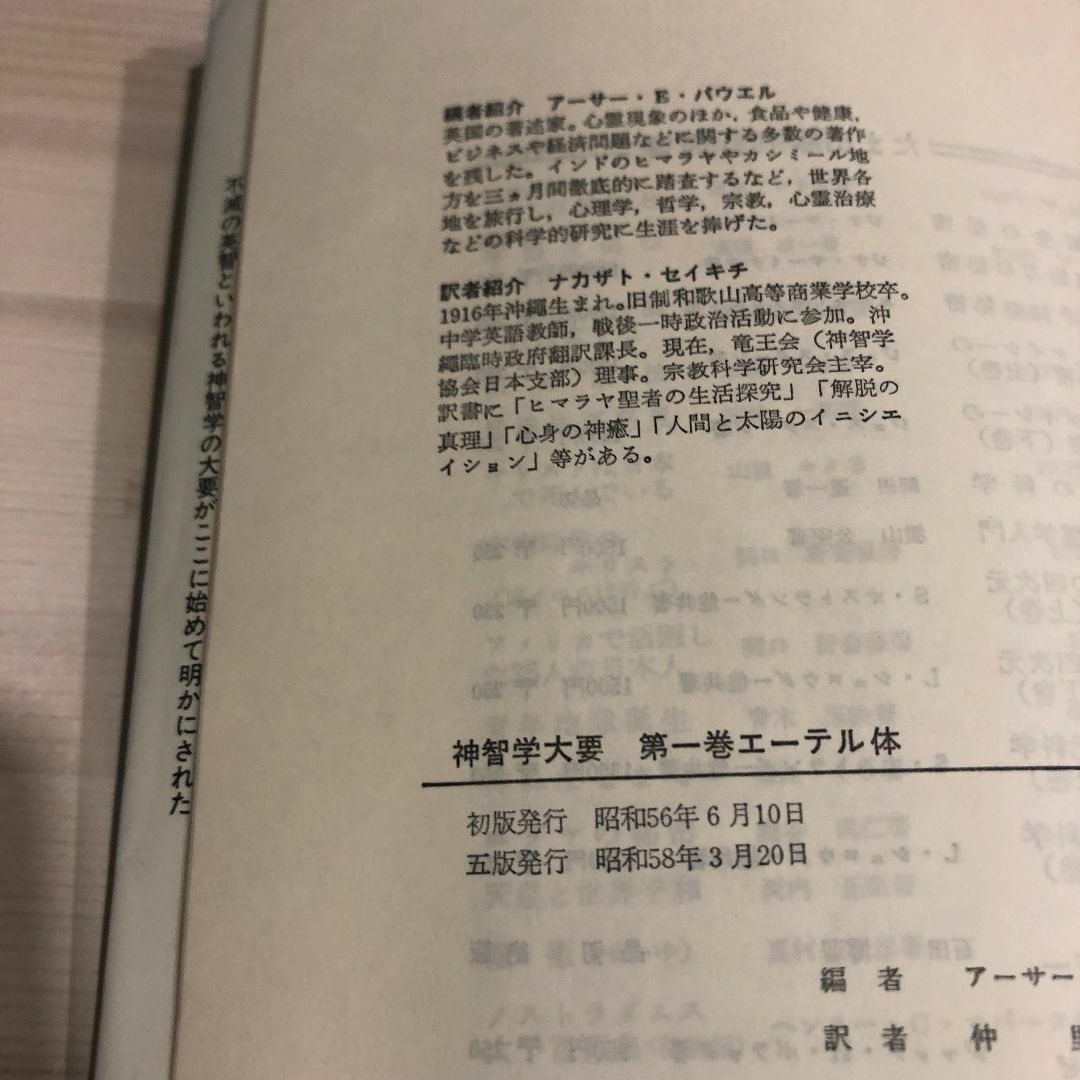 不滅の英智といわれる神智学の大要がここに始めて明かにされた
編者紹介　アーサー・E・パウエル
英国の著述家。心霊現象のほか，食品や健康，
ビジネスや経済問題などに関する多数の著作
を残した。インドのヒマラヤやカシミール地
方を三ヵ月間徹底的に踏査するなど，世界各
地を旅行し，心理学，哲学，宗教，心霊治療
などの科学的研究に生涯を捧げた。
訳者紹介　ナカザト・セイキチ
1916年沖縄生まれ。旧制和歌山高等商業学校卒。
中学英語教師，戦後一時政治活動に参加。沖
縄臨時政府翻訳課長。現在，竜王会（神智学
協会日本支部）理事。宗教科学研究会主宰。
訳書に「ヒマラヤ聖者の生活探究」「解脱の
真理」「心身の神癒」「人間と太陽のイニシエ
イション」等がある。
神智学大要　第一巻エーテル体
初版発行　昭和56年6月10日
五版発行　昭和58年3月20日
編　者　アーサー
訳　者　仲